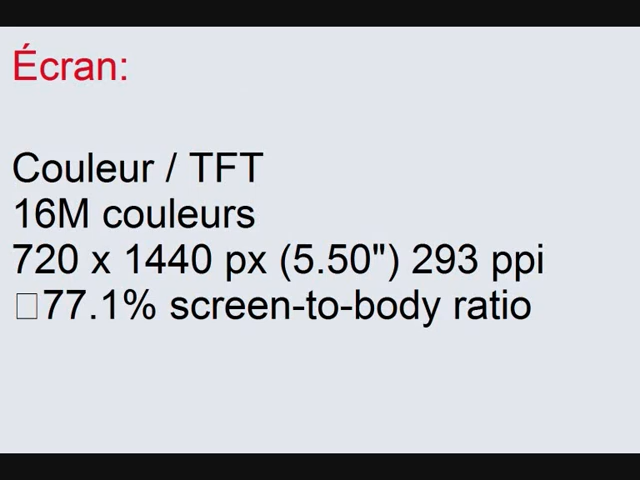 Écran:
Couleur / TFT
16M couleurs
720 x 1440 px (5.50") 293 ppi
□77.1% screen-to-body ratio